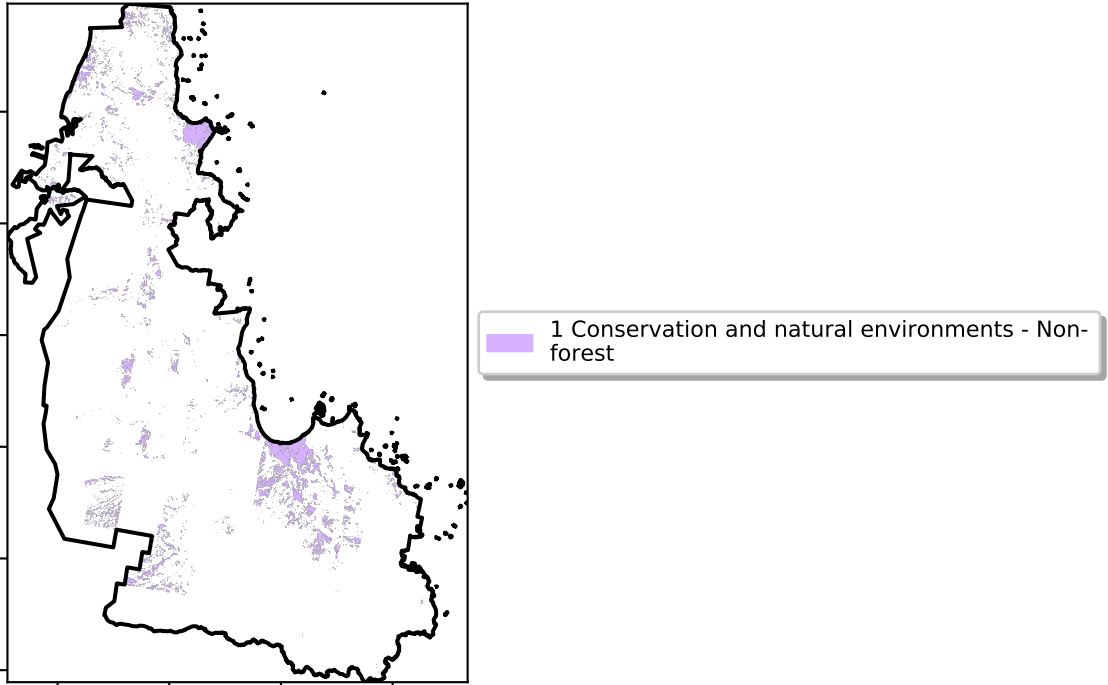 1 Conservation and natural environments - Non-
forest